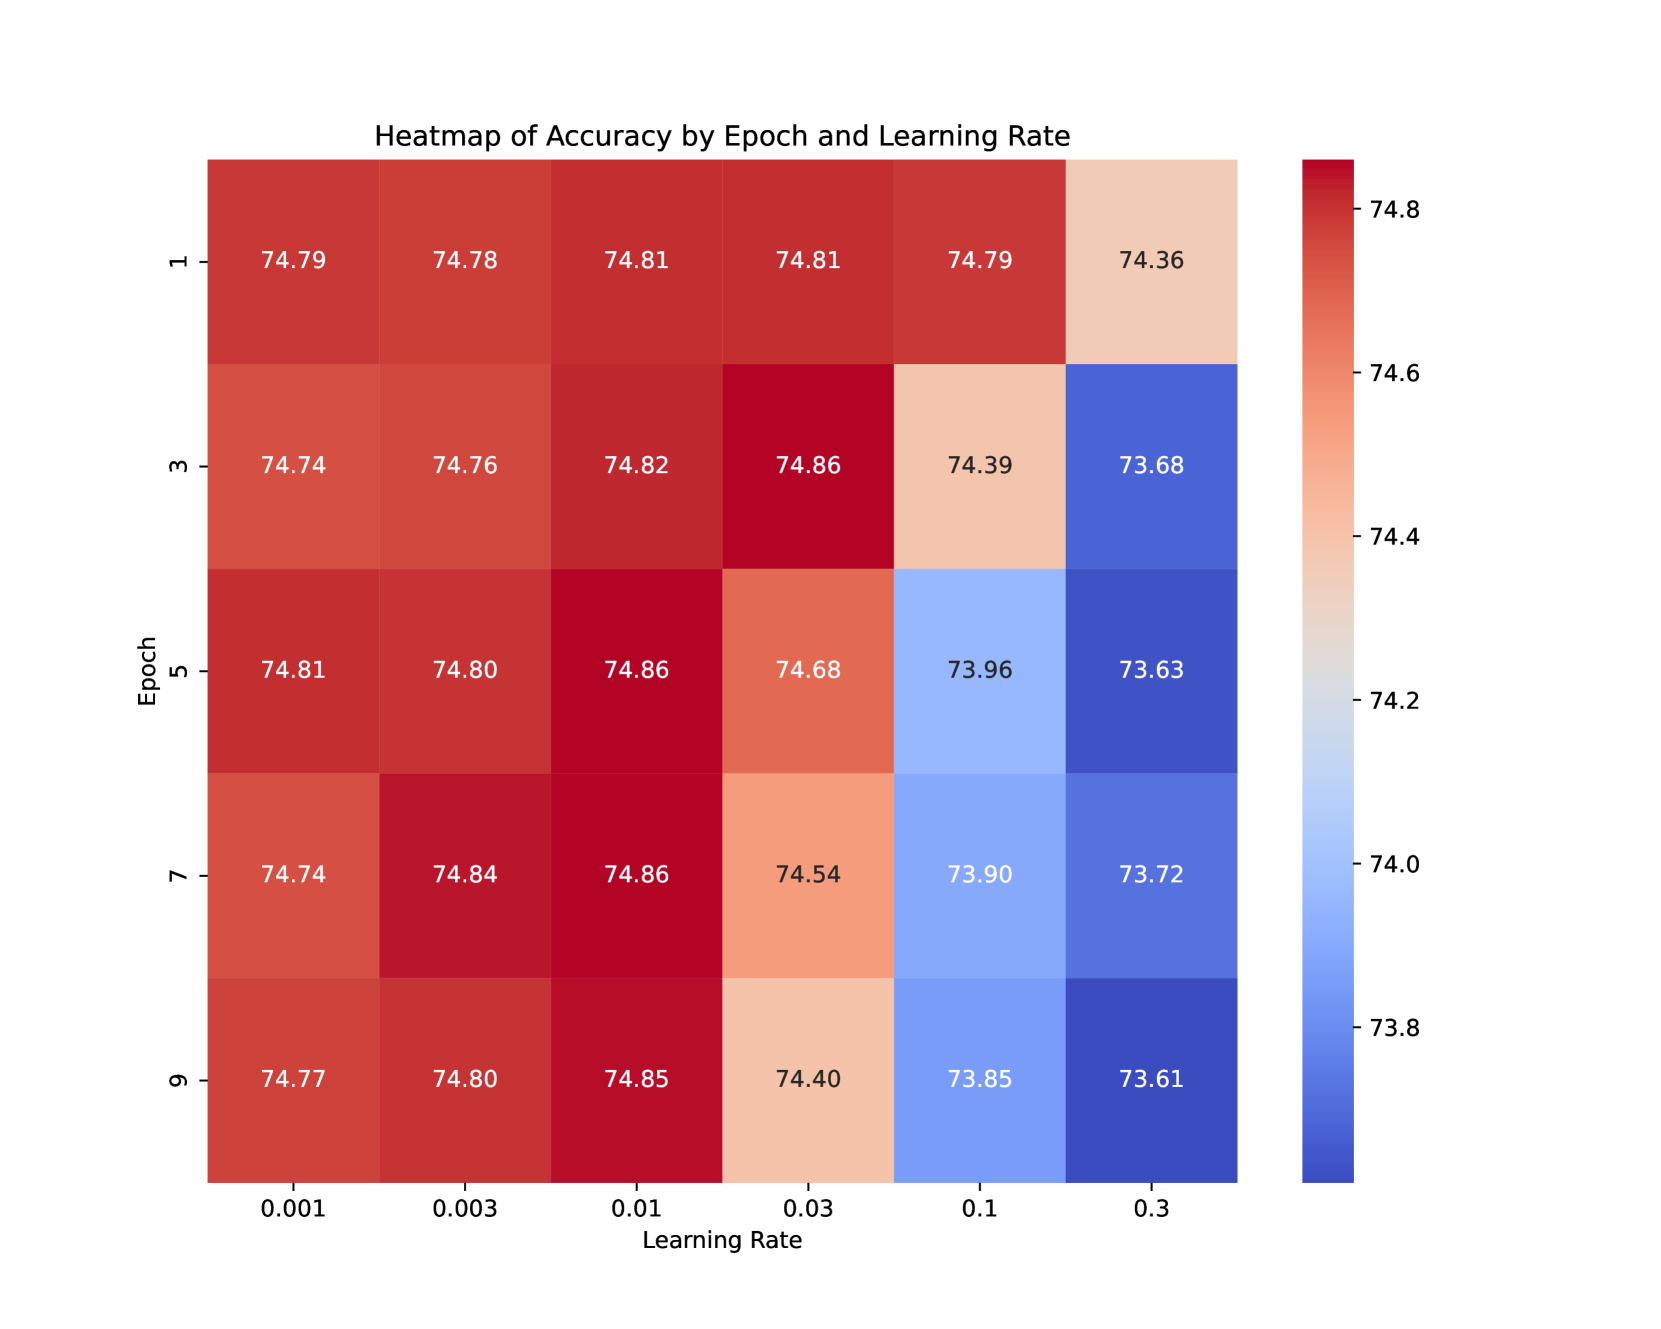 Heatmap of Accuracy by Epoch and Learning Rate
1 74.79 74.78 74.81 74.81 74.79 74.36
3 74.74 74.76 74.82 74.86 74.39 73.68
5 74.81 74.80 74.86 74.68 73.96 73.63
7 74.74 74.84 74.86 74.54 73.90 73.72
9 74.77 74.80 74.85 74.40 73.85 73.61
Epoch
0.001 0.003 0.01 0.03 0.1 0.3
Learning Rate
74.8
74.6
74.4
74.2
74.0
73.8